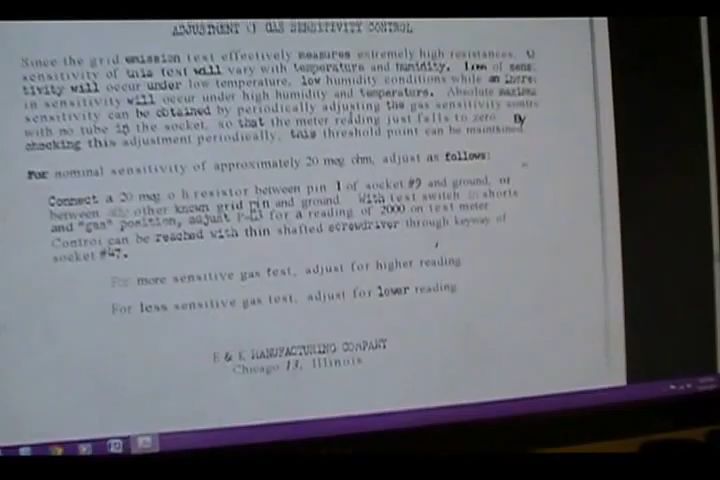 ADJUSTMENT OF GAS SENSITIVITY CONTROL
Since the grid emission test effectively measures extremely high resistances,
sensitivity of this test will vary with temperature and humidity. Loss of sens
tivity will occur under low temperature, low humidity conditions while an incre
in sensitivity will occur under high humidity and temperature. Absolute maximu
sensitivity can be obtained by periodically adjusting the gas sensitivity contro
with no tube in the socket, so that the meter reading just falls to zero. By
checking this adjustment periodically, this threshold point can be maintained
For nominal sensitivity of approximately 20 meg ohm, adjust as follows:
Connect a 20 meg o h resistor between pin 1 of socket #9 and ground, or
between other known grid pin and ground With test switch in shorts
and "gas" position, adjust for a reading of 2000 on test meter
Control can be reached with thin shafted screwdriver through keyway of
socket #47.
For more sensitive gas test, adjust for higher reading
For less sensitive gas test, adjust for lower reading
B & K MANUFACTURING COMPANY
Chicago 13, Illinois